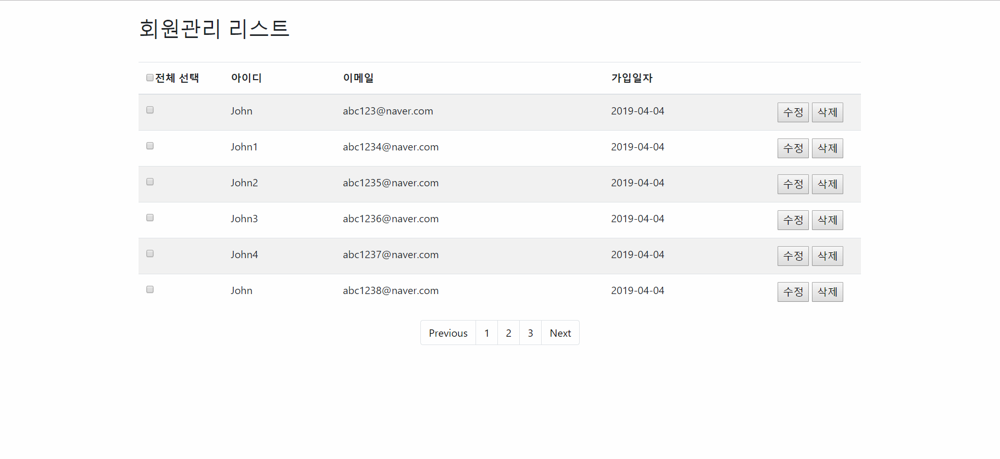 회원관리 리스트
전체 선택 아이디 이메일 가입일자
John abc123@naver.com 2019-04-04 수정 삭제
John1 abc1234@naver.com 2019-04-04 수정 삭제
John2 abc1235@naver.com 2019-04-04 수정 삭제
John3 abc1236@naver.com 2019-04-04 수정 삭제
John4 abc1237@naver.com 2019-04-04 수정 삭제
John abc1238@naver.com 2019-04-04 수정 삭제
Previous 1 2 3 Next